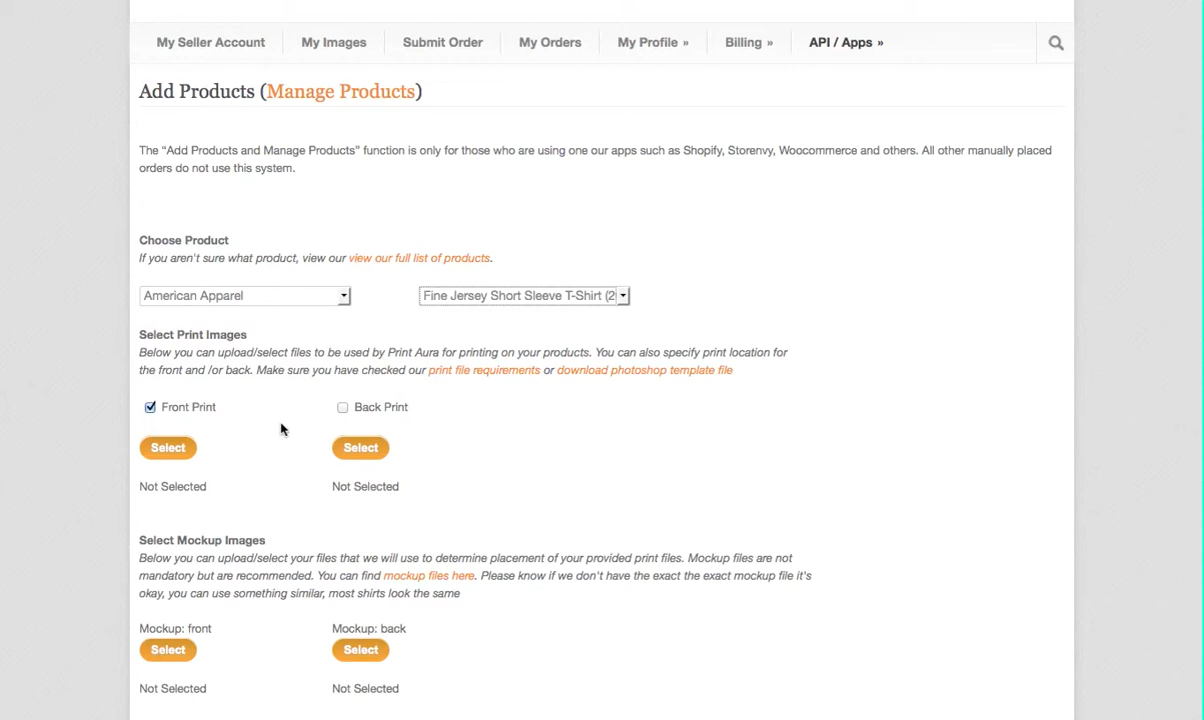 My Seller Account My Images Submit Order My Orders My Profile » Billing » API / Apps »
Add Products (Manage Products)
The “Add Products and Manage Products” function is only for those who are using one our apps such as Shopify, Storenvy, Woocommerce and others. All other manually placed
orders do not use this system.
Choose Product
If you aren't sure what product, view our view our full list of products.
American Apparel Fine Jersey Short Sleeve T-Shirt (2
Select Print Images
Below you can upload/select files to be used by Print Aura for printing on your products. You can also specify print location for
the front and /or back. Make sure you have checked our print file requirements or download photoshop template file
Front Print Back Print
Select Select
Not Selected Not Selected
Select Mockup Images
Below you can upload/select your files that we will use to determine placement of your provided print files. Mockup files are not
mandatory but are recommended. You can find mockup files here. Please know if we don't have the exact the exact mockup file it's
okay, you can use something similar, most shirts look the same
Mockup: front Mockup: back
Select Select
Not Selected Not Selected